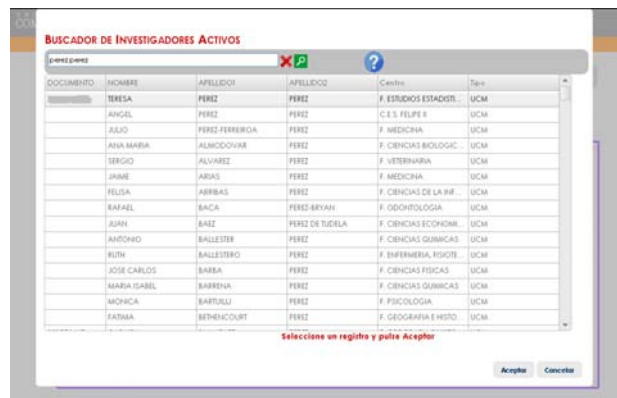 COM
BUSCADOR DE INVESTIGADORES ACTIVOS
perez perez
?
DOCUMENTO NOMBRE APELLIDO1 APELLIDO2 Centro Tipo
TERESA PEREZ PEREZ F. ESTUDIOS ESTADISTI... UCM
ANGEL PEREZ PEREZ C.E.S. FELIPE II UCM
JULIO PEREZ-FERREIROA PEREZ F. MEDICINA UCM
ANA MARIA ALMODOVAR PEREZ F. CIENCIAS BIOLOGIC... UCM
SERGIO ALVAREZ PEREZ F. VETERINARIA UCM
JAIME ARIAS PEREZ F. MEDICINA UCM
FELISA ARRIBAS PEREZ F. CIENCIAS DE LA INF... UCM
RAFAEL BACA PEREZ-BRYAN F. ODONTOLOGIA UCM
JUAN BAEZ PEREZ DE TUDELA F. CIENCIAS ECONOMI... UCM
ANTONIO BALLESTER PEREZ F. CIENCIAS QUIMICAS UCM
RUTH BALLESTERO PEREZ F. ENFERMERIA, FISIOTE... UCM
JOSE CARLOS BARBA PEREZ F. CIENCIAS FISICAS UCM
MARIA ISABEL BARRENA PEREZ F. CIENCIAS QUIMICAS UCM
MONICA PEREZ F. PSICOLOGIA UCM
FATIMA BETHENCOURT PEREZ F. GEOGRAFIA E HISTO... UCM
Seleccione un registro y pulse Aceptar
Aceptar Cancelar